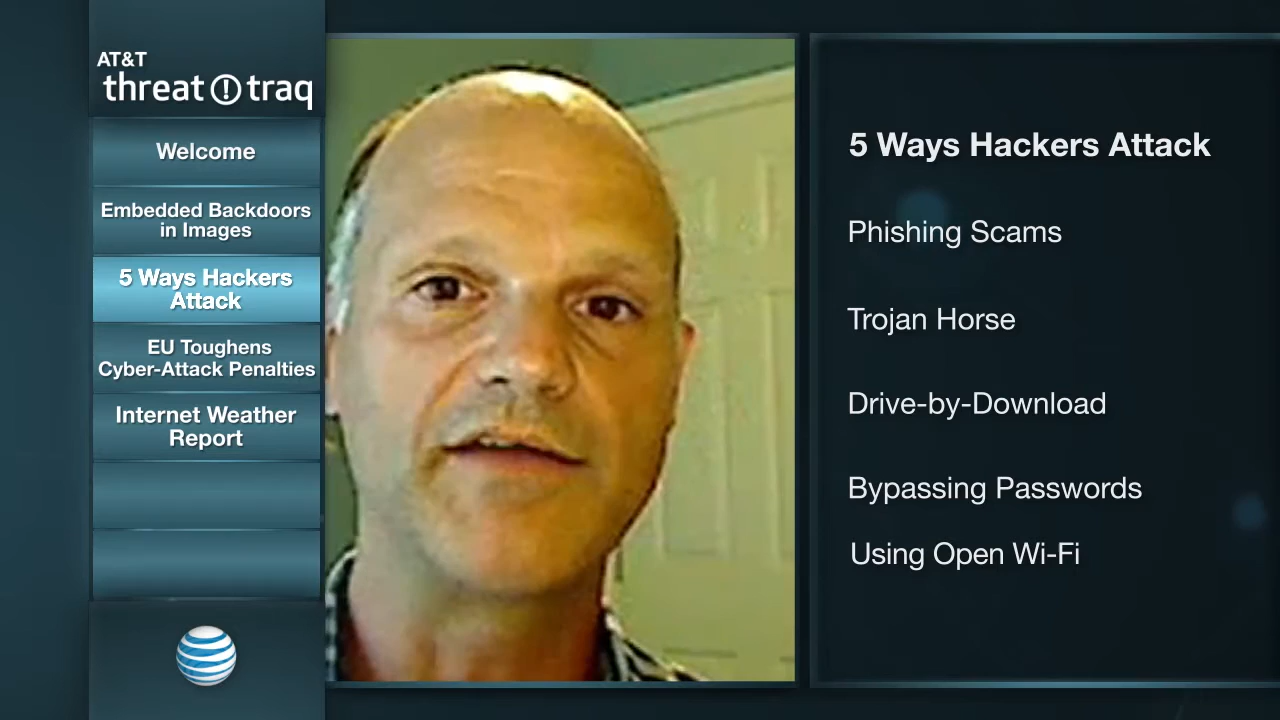 AT&T
threat ! traq
Welcome
Embedded Backdoors
in Images
5 Ways Hackers
Attack
EU Toughens
Cyber-Attack Penalties
Internet Weather
Report
5 Ways Hackers Attack
Phishing Scams
Trojan Horse
Drive-by-Download
Bypassing Passwords
Using Open Wi-Fi